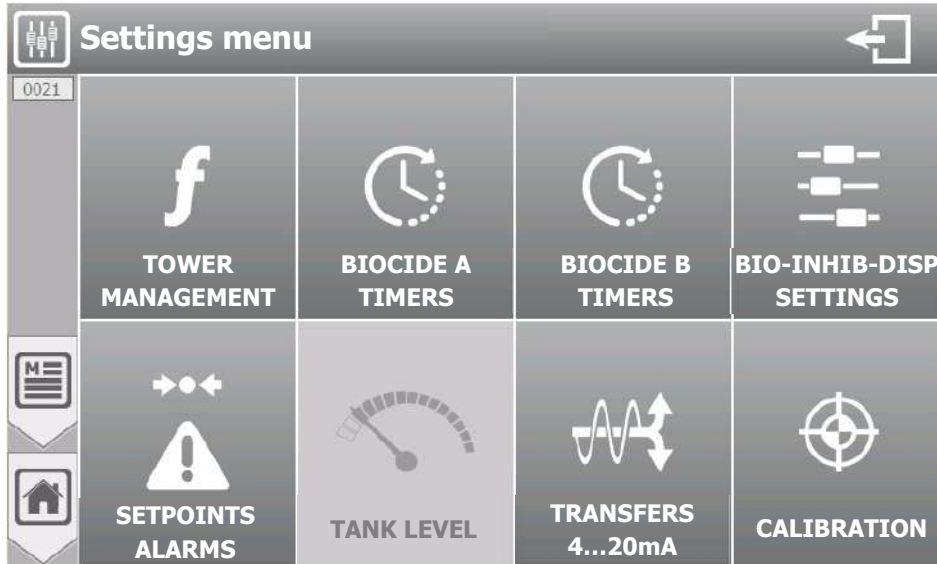 Settings menu
0021
TOWER
MANAGEMENT
BIOCIDE A
TIMERS
BIOCIDE B
TIMERS
BIO-INHIB-DISP
SETTINGS
M
SETPOINTS
ALARMS
TANK LEVEL
TRANSFERS
4...20mA
CALIBRATION